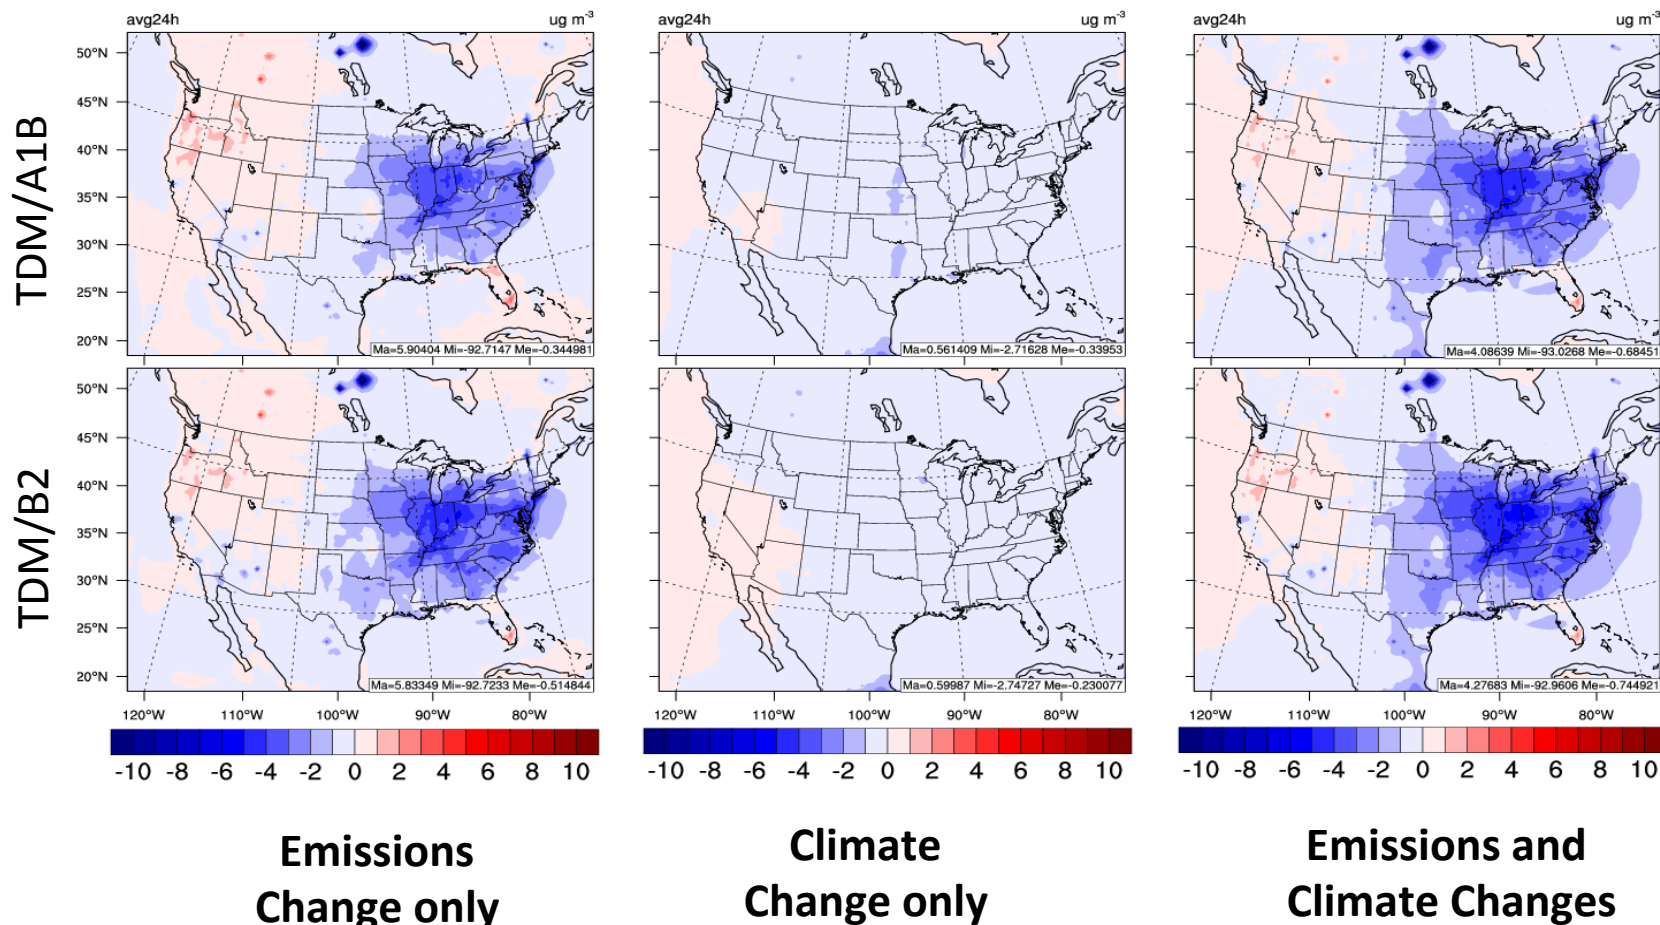 avg24h ug m-3 avg24h ug m-3 avg24h ug m-3
TDM/A1B
50°N
45°N
40°N
35°N
30°N
25°N
20°N
Ma=5.90404 Mi=-92.7147 Me=-0.344981
Ma=0.561409 Mi=-2.71628 Me=-0.33953
Ma=4.08639 Mi=-93.0268 Me=-0.68451
TDM/B2
50°N
45°N
40°N
35°N
30°N
25°N
20°N
Ma=5.83349 Mi=-92.7233 Me=-0.514844
Ma=0.59987 Mi=-2.74727 Me=-0.230077
Ma=4.27683 Mi=-92.9606 Me=-0.744921
120°W 110°W 100°W 90°W 80°W 120°W 110°W 100°W 90°W 80°W 120°W 110°W 100°W 90°W 80°W
-10 -8 -6 -4 -2 0 2 4 6 8 10 -10 -8 -6 -4 -2 0 2 4 6 8 10 -10 -8 -6 -4 -2 0 2 4 6 8 10
Emissions
Change only
Climate
Change only
Emissions and
Climate Changes